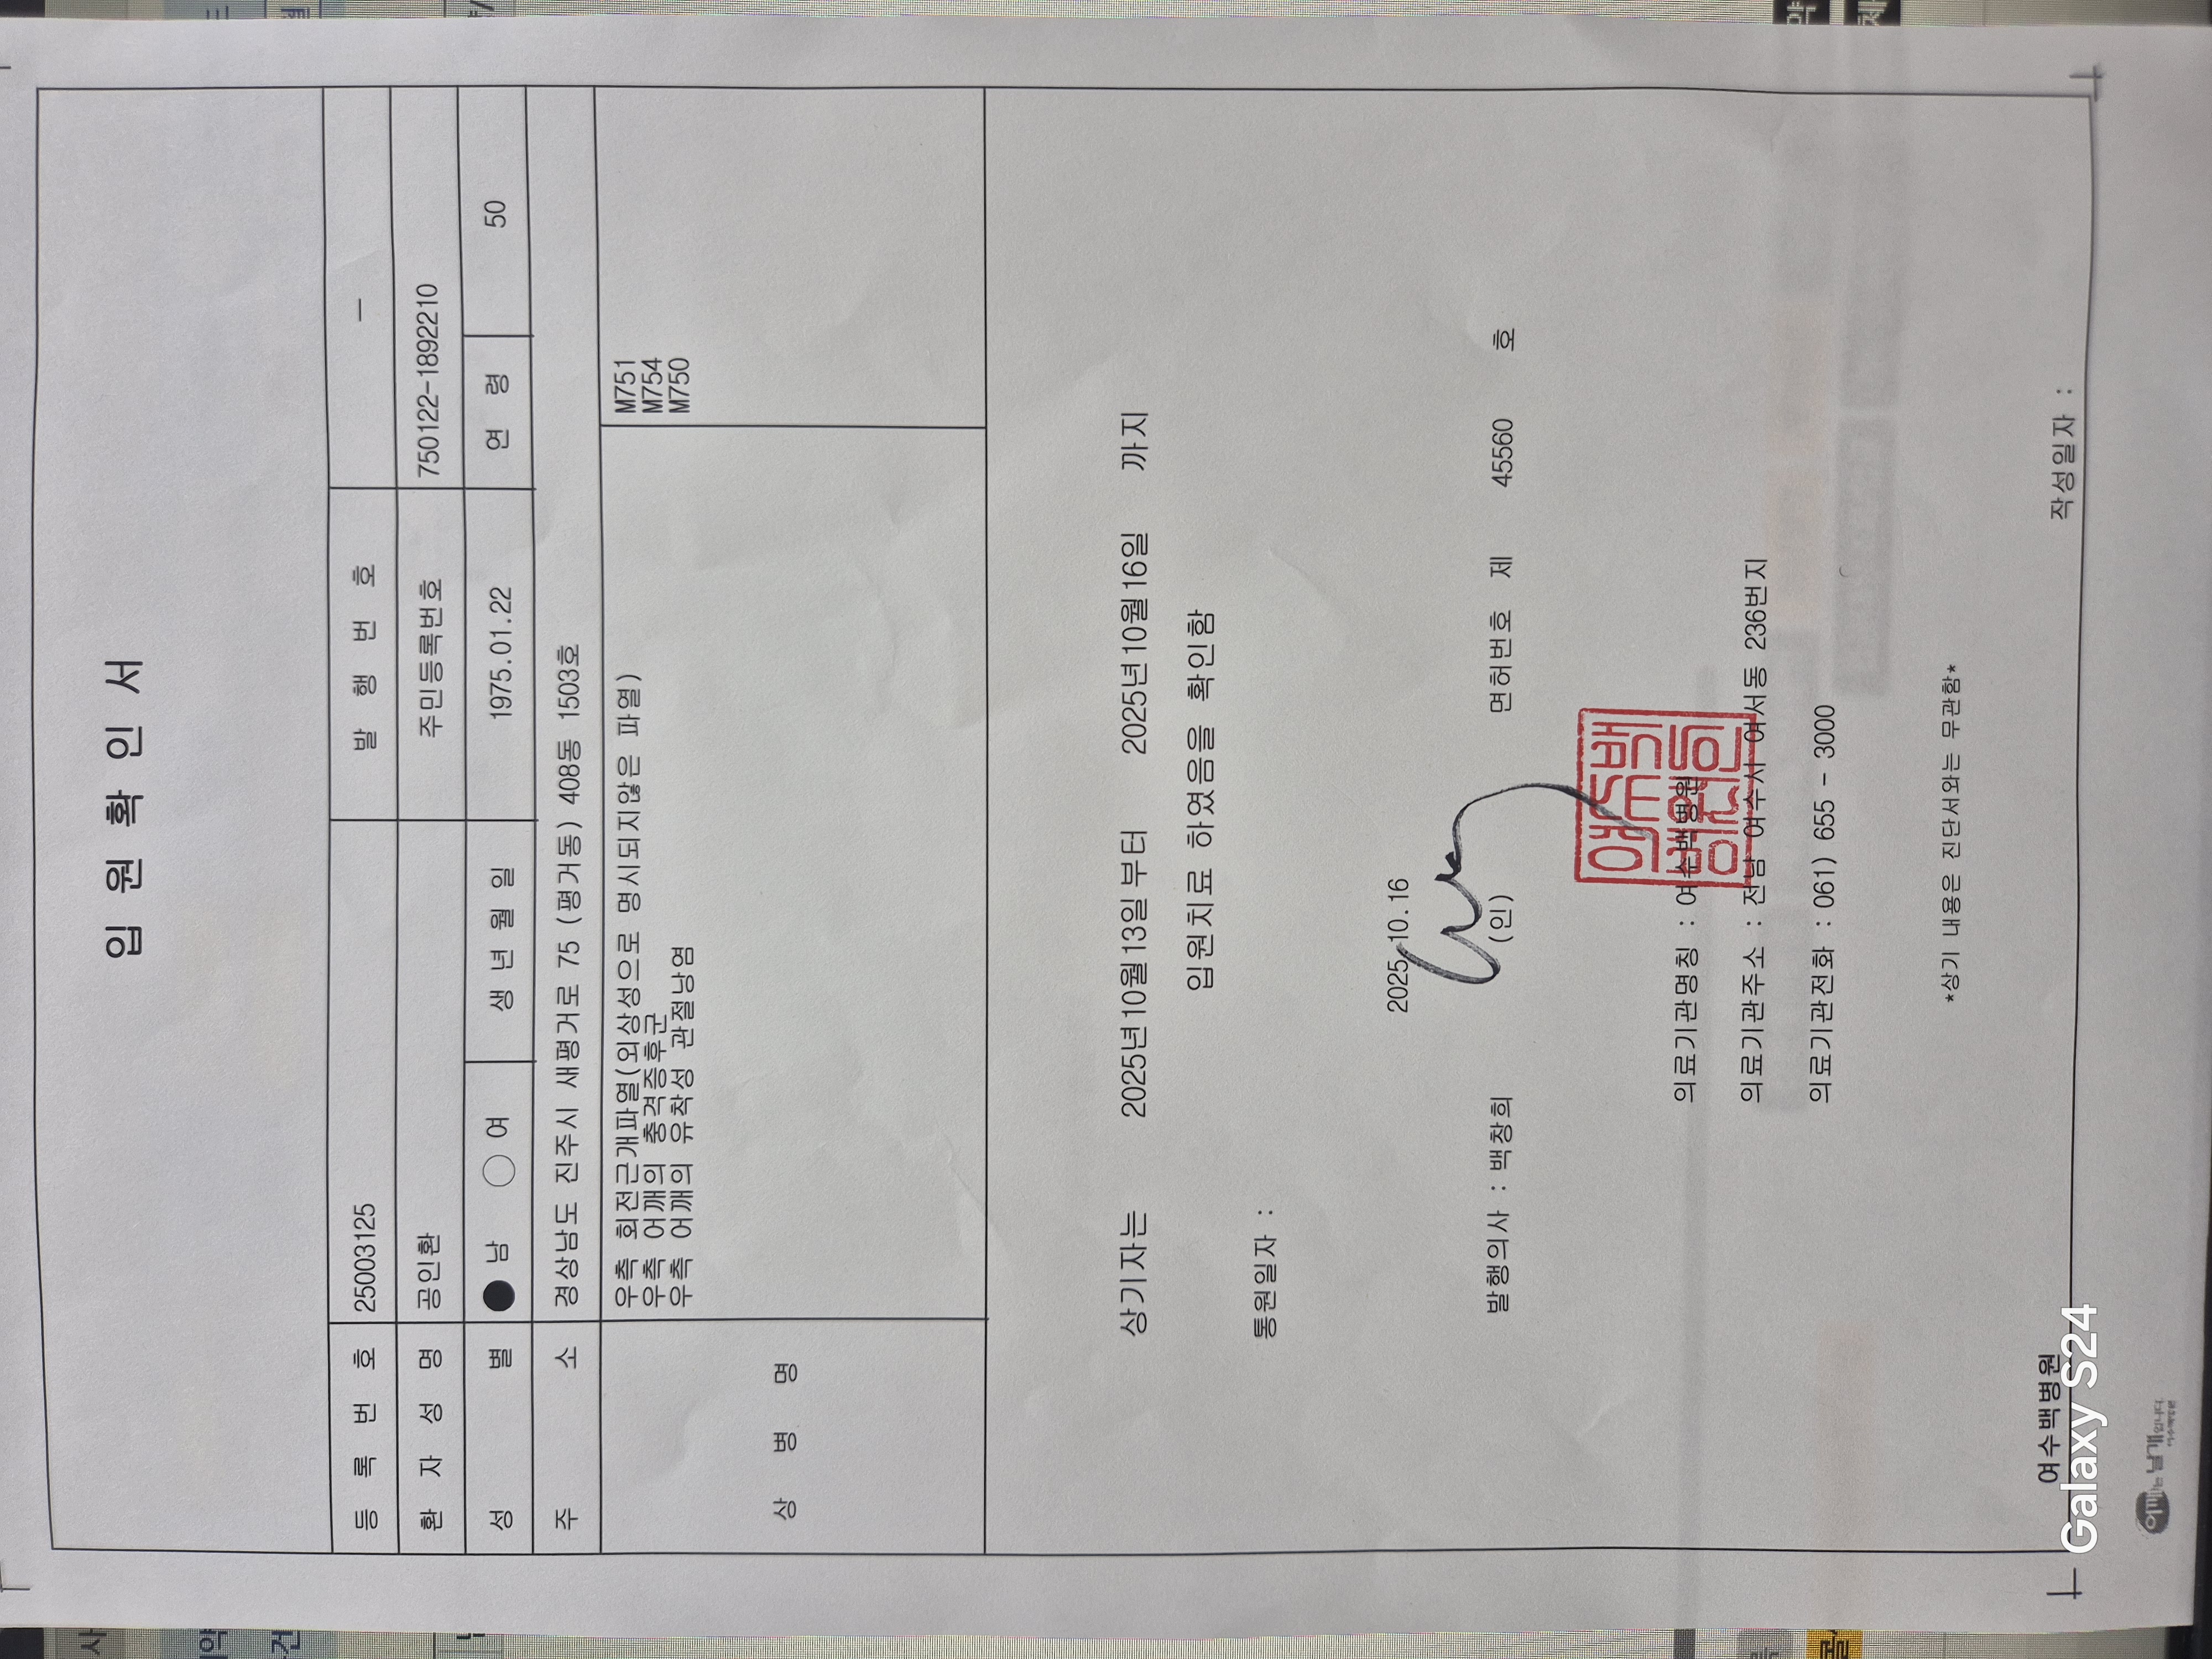 입 원 확 인 서
등 록 번 호 25003125 발 행 번 호 —
환 자 성 명 공인환 주민등록번호 750122-1892210
성 별 ● 남 ○ 여 생 년 월 일 1975.01.22 연 령 50
주 소 경상남도 진주시 새평거로 75 (평거동) 408동 1503호
상 병 명
우측 회전근개파열(외상성으로 명시되지않은 파열) M751
우측 어깨의 충격증후군 M754
우측 어깨의 유착성 관절낭염 M750
상기자는 2025년10월13일부터 2025년10월16일 까지
입원치료 하였음을 확인함
통원일자 :
2025.10.16
발행의사 : 백창희 (인) 면허번호 제 45560 호
의료기관명칭 : 여수백병원
의료기관주소 : 전남 여수시 여서동 236번지
의료기관전화 : 061) 655 - 3000
*상기 내용은 진단서와는 무관함*
여수백병원 작성일자 :
어깨는 날개입니다.
Galaxy S24